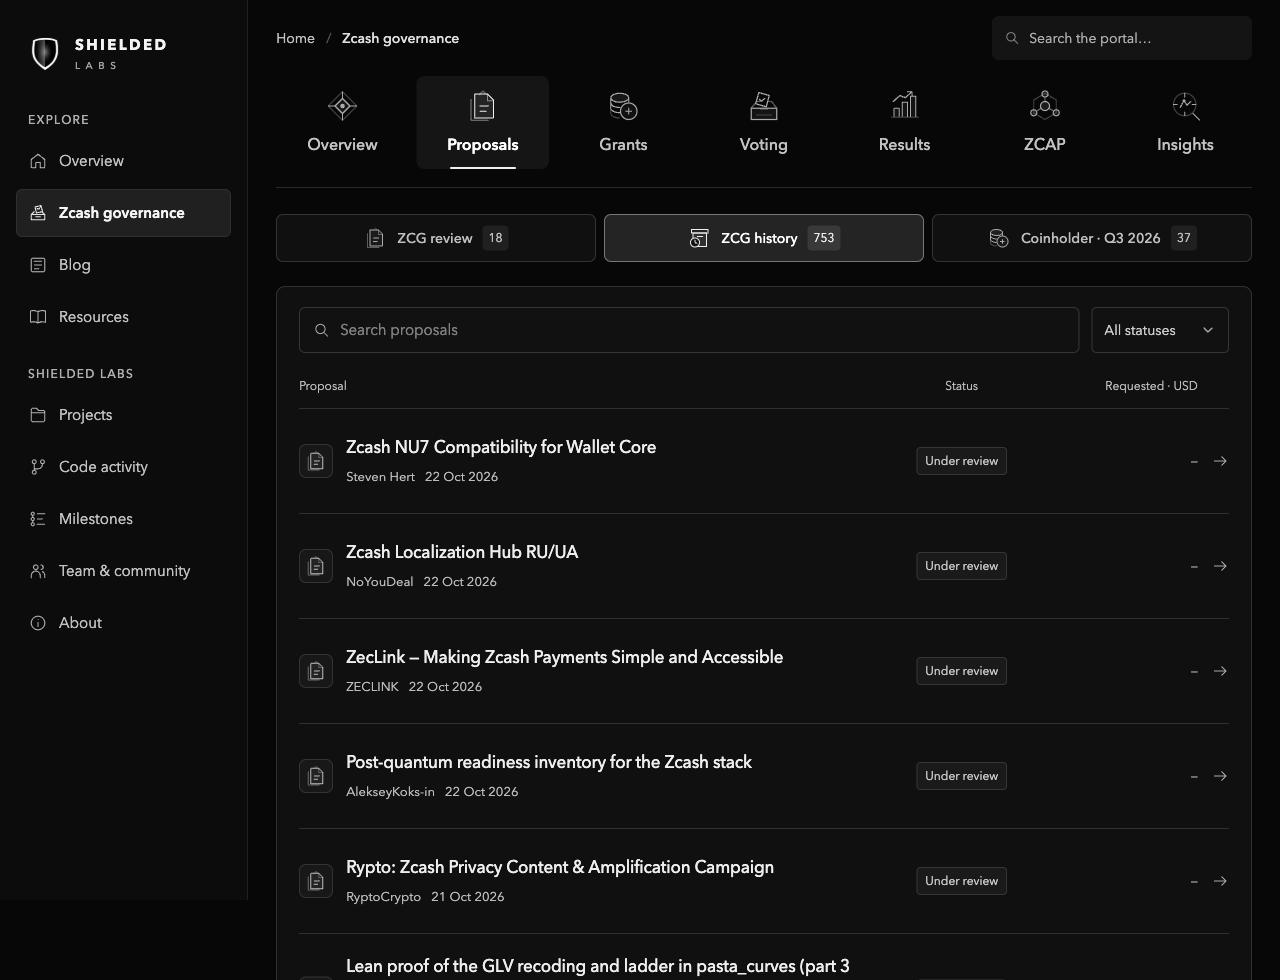 SHIELDED
LABS
EXPLORE
Overview
Zcash governance
Blog
Resources
SHIELDED LABS
Projects
Code activity
Milestones
Team & community
About
Home / Zcash governance
Search the portal...
Overview
Proposals
Grants
Voting
Results
ZCAP
Insights
ZCG review 18
ZCG history 753
Coinholder · Q3 2026 37
Search proposals
All statuses
Proposal Status Requested · USD
Zcash NU7 Compatibility for Wallet Core
Steven Hert 22 Oct 2026
Under review –
Zcash Localization Hub RU/UA
NoYouDeal 22 Oct 2026
Under review –
ZecLink – Making Zcash Payments Simple and Accessible
ZECLINK 22 Oct 2026
Under review –
Post-quantum readiness inventory for the Zcash stack
AlekseyKoks-in 22 Oct 2026
Under review –
Rypto: Zcash Privacy Content & Amplification Campaign
RyptoCrypto 21 Oct 2026
Under review –
Lean proof of the GLV recoding and ladder in pasta_curves (part 3